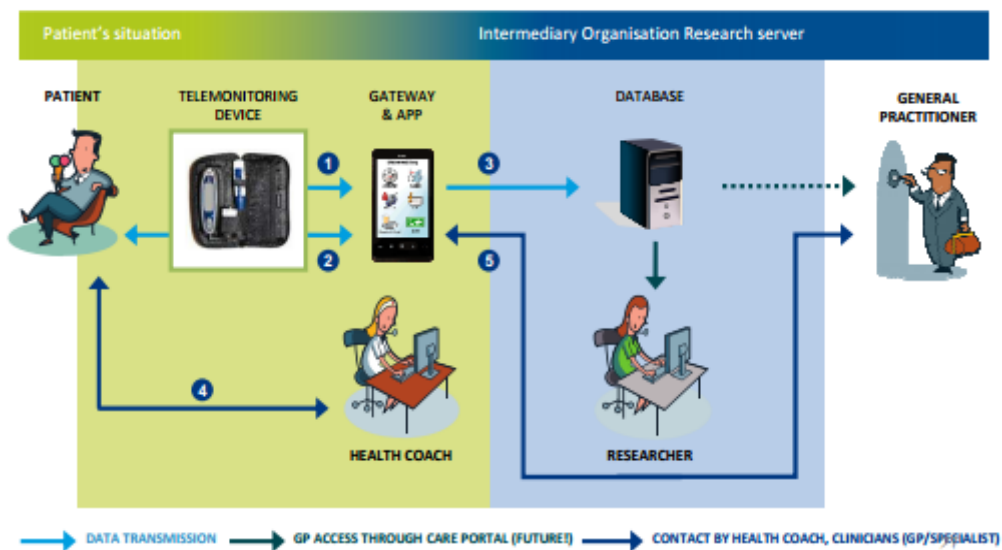 Patient's situation
Intermediary Organisation Research server
PATIENT
TELEMONITORING
DEVICE
GATEWAY
& APP
DATABASE
GENERAL
PRACTITIONER
1
3
2
5
4
HEALTH COACH
RESEARCHER
DATA TRANSMISSION
GP ACCESS THROUGH CARE PORTAL (FUTURE!)
CONTACT BY HEALTH COACH, CLINICIANS (GP/SPECIALIST)